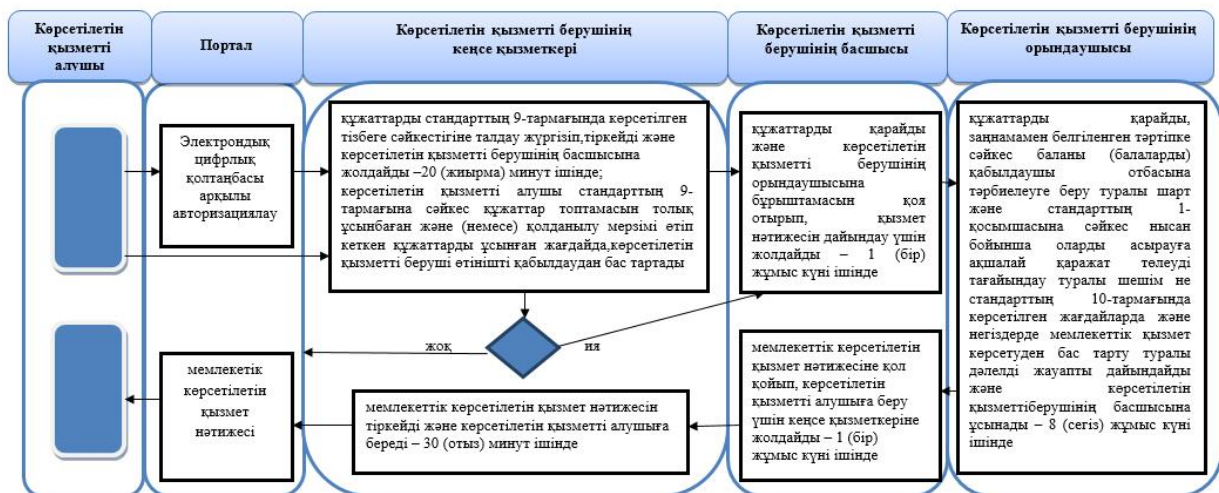 Көрсетілетін
қызметті
алушы
Портал
Көрсетілетін қызметті берушінің
кеңсе қызметкері
Көрсетілетін қызметті
берушінің басшысы
Көрсетілетін қызметті берушінің
орындаушысы
Электрондық
цифрлық
қолтаңбасы
арқылы
авторизациялау
құжаттарды стандарттың 9-тармағында көрсетілген
тізбеге сәйкестігіне талдау жүргізіп,тіркейді және
көрсетілетін қызметті берушінің басшысына
жолдайды –20 (жиырма) минут ішінде;
көрсетілетін қызметті алушы стандарттың 9-
тармағына сәйкес құжаттар топтамасын толық
ұсынбаған және (немесе) қолданылу мерзімі өтіп
кеткен құжаттарды ұсынған жағдайда,көрсетілетін
қызметті беруші өтінішті қабылдаудан бас тартады
құжаттарды қарайды
және көрсетілетін
қызметті берушінің
орындаушысына
бұрыштамасын қоя
отырып, қызмет
нәтижесін дайындау үшін
жолдайды – 1 (бір)
жұмыс күні ішінде
құжаттарды қарайды,
заңнамамен белгіленген тәртіпке
сәйкес баланы (балаларды)
қабылдаушы отбасына
тәрбиелеуге беру туралы шарт
және стандарттың 1-
қосымшасына сәйкес нысан
бойынша оларды асырауға
ақшалай қаражат төлеуді
тағайындау туралы шешім не
стандарттың 10-тармағында
көрсетілген жағдайларда және
негіздерде мемлекеттік қызмет
көрсетуден бас тарту туралы
дәлелді жауапты дайындайды
және көрсетілетін
қызметтіберушінің басшысына
ұсынады – 8 (сегіз) жұмыс күні
ішінде
жоқ
ия
мемлекетік
көрсетілетін
қызмет
нәтижесі
мемлекеттік көрсетілетін қызмет нәтижесін
тіркейді және көрсетілетін қызметті алушыға
береді – 30 (отыз) минут ішінде
мемлекеттік көрсетілетін
қызмет нәтижесіне қол
қойып, көрсетілетін
қызметті алушыға беру
үшін кеңсе қызметкеріне
жолдайды – 1 (бір)
жұмыс күні ішінде